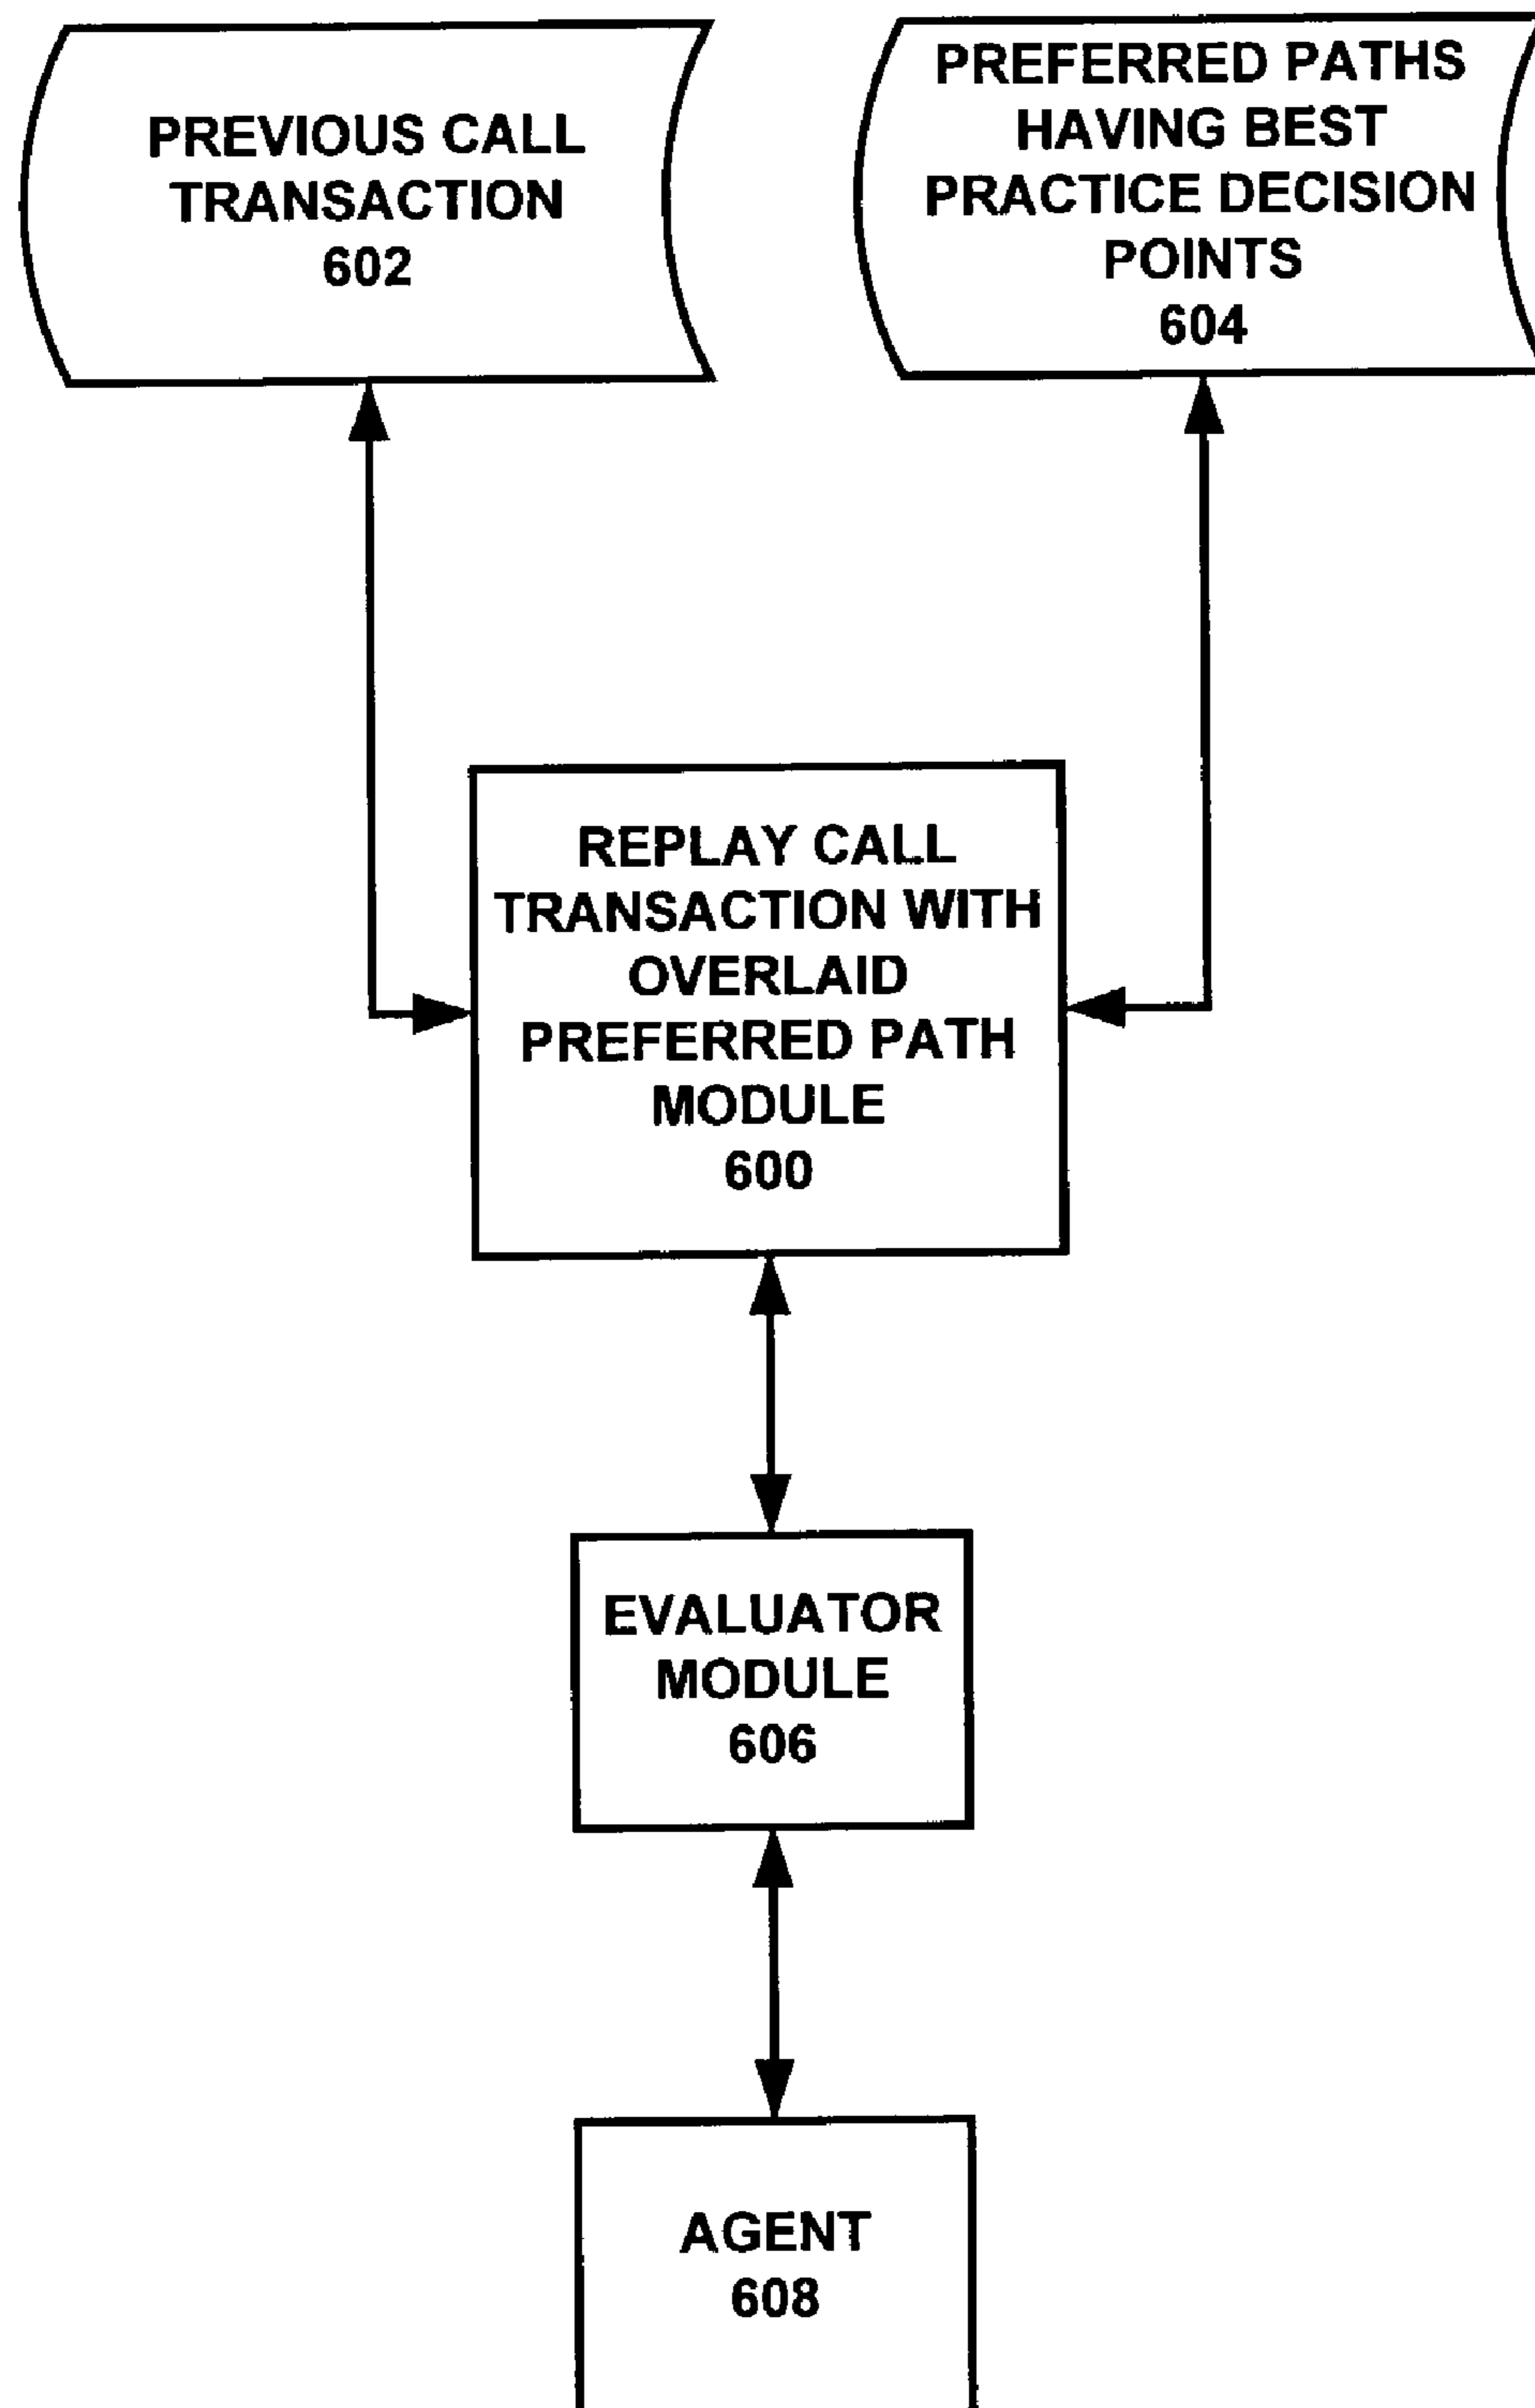 PREVIOUS CALL
TRANSACTION
602
PREFERRED PATHS
HAVING BEST
PRACTICE DECISION
POINTS
604
REPLAY CALL
TRANSACTION WITH
OVERLAID
PREFERRED PATH
MODULE
600
EVALUATOR
MODULE
606
AGENT
608